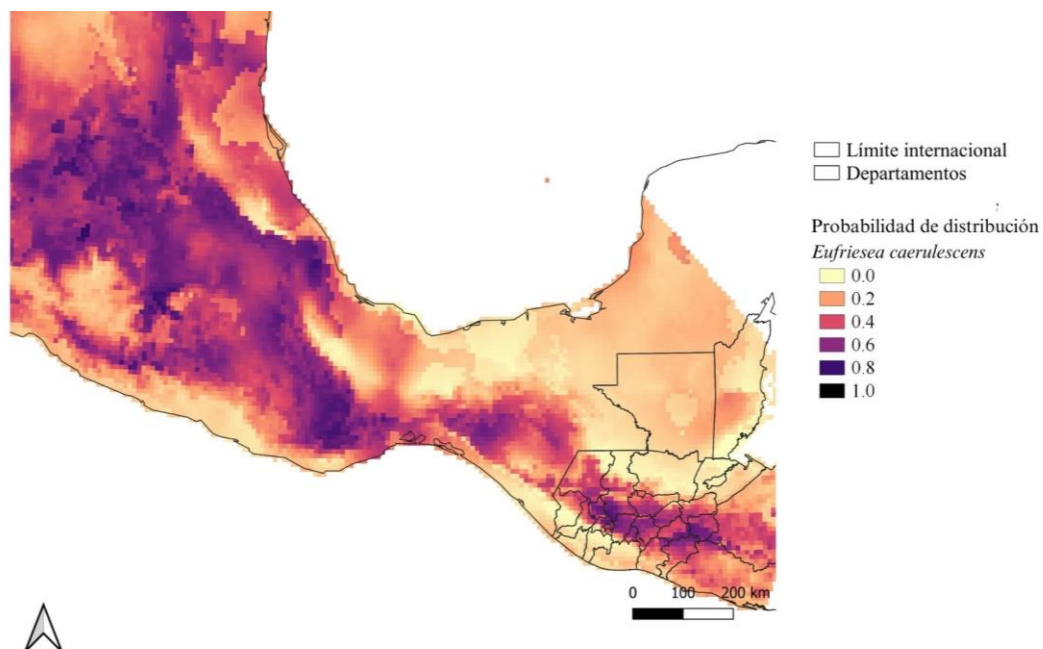 Límite internacional
Departamentos
Probabilidad de distribución
Eufriesea caerulescens
0.0
0.2
0.4
0.6
0.8
1.0
0 100 200 km